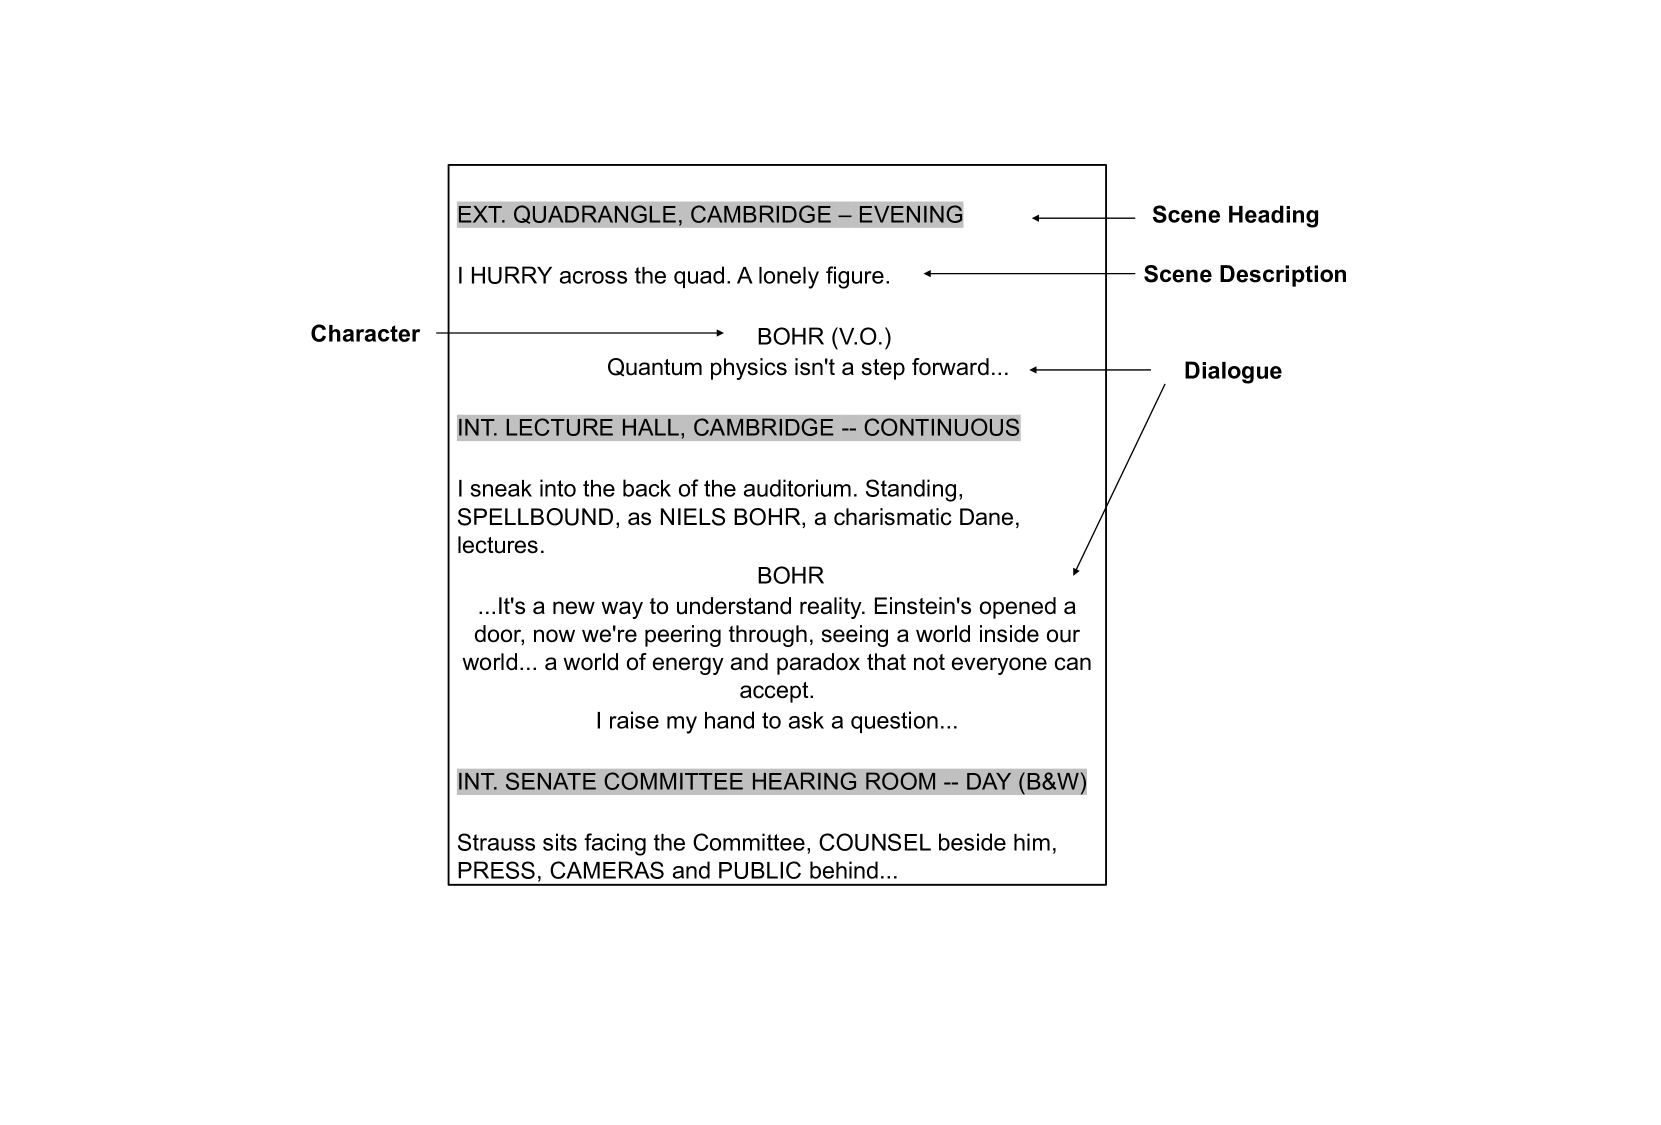 EXT. QUADRANGLE, CAMBRIDGE – EVENING
Scene Heading
I HURRY across the quad. A lonely figure.
Scene Description
Character
BOHR (V.O.)
Quantum physics isn't a step forward...
Dialogue
INT. LECTURE HALL, CAMBRIDGE -- CONTINUOUS
I sneak into the back of the auditorium. Standing,
SPELLBOUND, as NIELS BOHR, a charismatic Dane,
lectures.
BOHR
...It's a new way to understand reality. Einstein's opened a
door, now we're peering through, seeing a world inside our
world... a world of energy and paradox that not everyone can
accept.
I raise my hand to ask a question...
INT. SENATE COMMITTEE HEARING ROOM -- DAY (B&W)
Strauss sits facing the Committee, COUNSEL beside him,
PRESS, CAMERAS and PUBLIC behind...